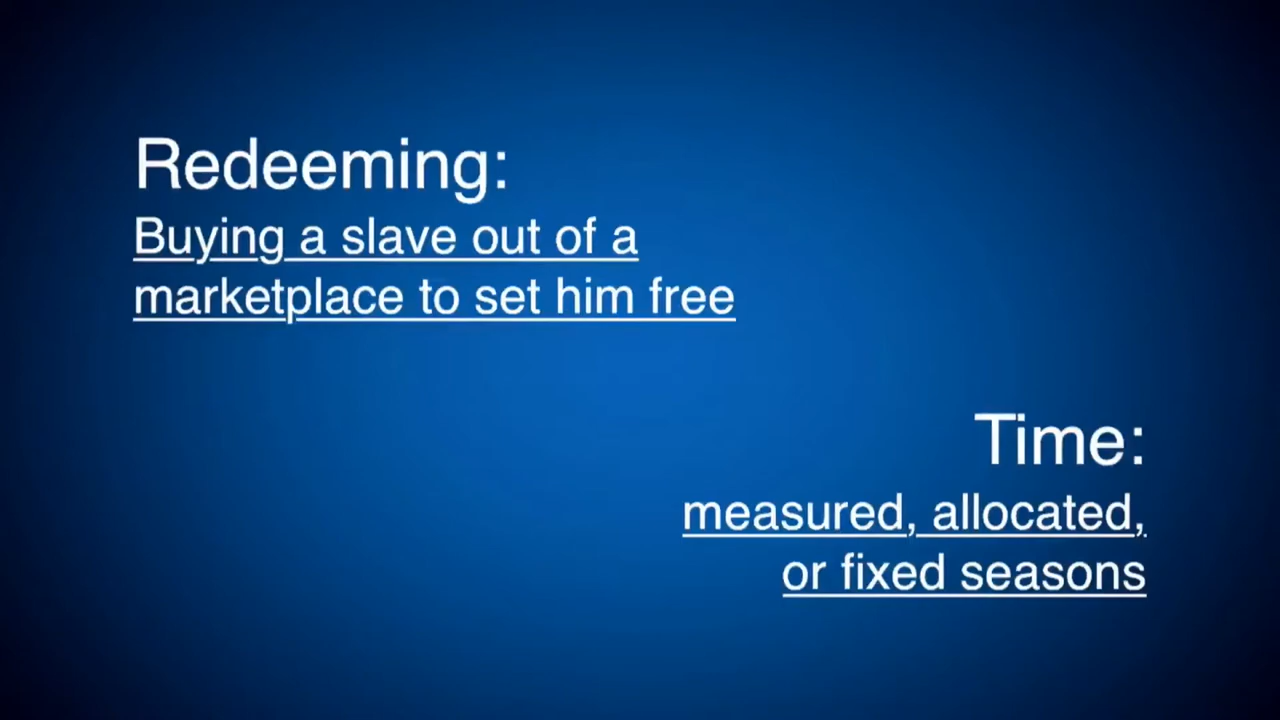 Redeeming:
Buying a slave out of a
marketplace to set him free
Time:
measured, allocated,
or fixed seasons